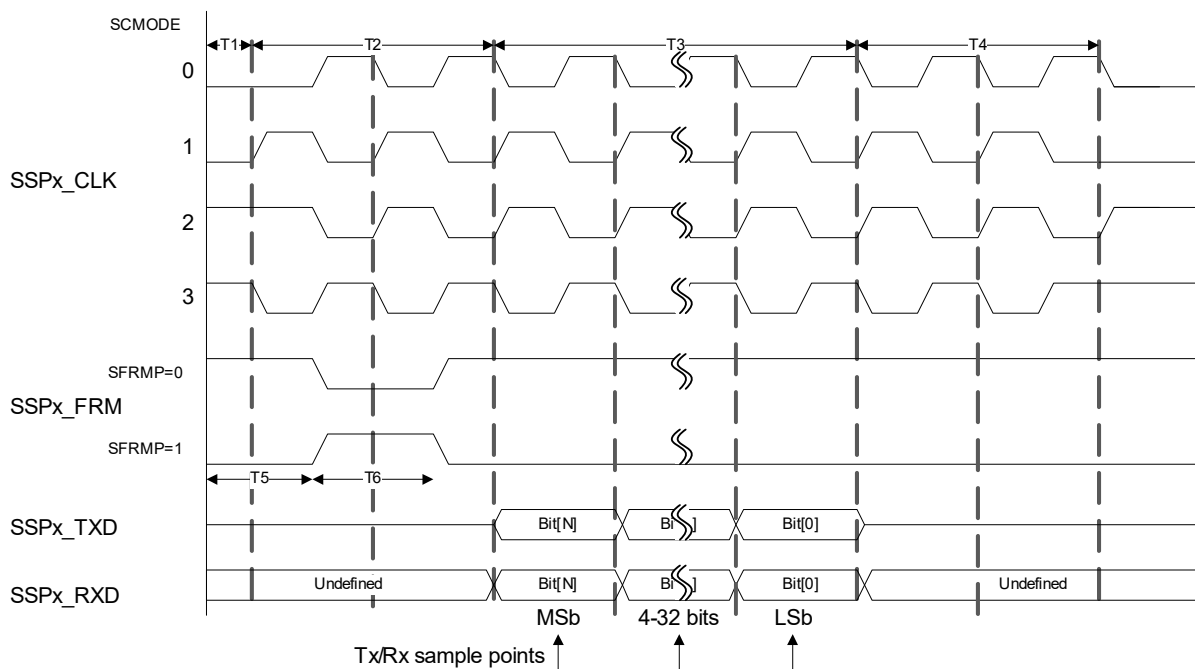 SCMODE
T1 T2 T3 T4
0
1
SSPx_CLK
2
3
SFRMP=0
SSPx_FRM
SFRMP=1
T5 T6
SSPx_TXD Bit[N] Bit[0]
SSPx_RXD Undefined Bit[N] Bit[0] Undefined
MSb 4-32 bits LSb
Tx/Rx sample points